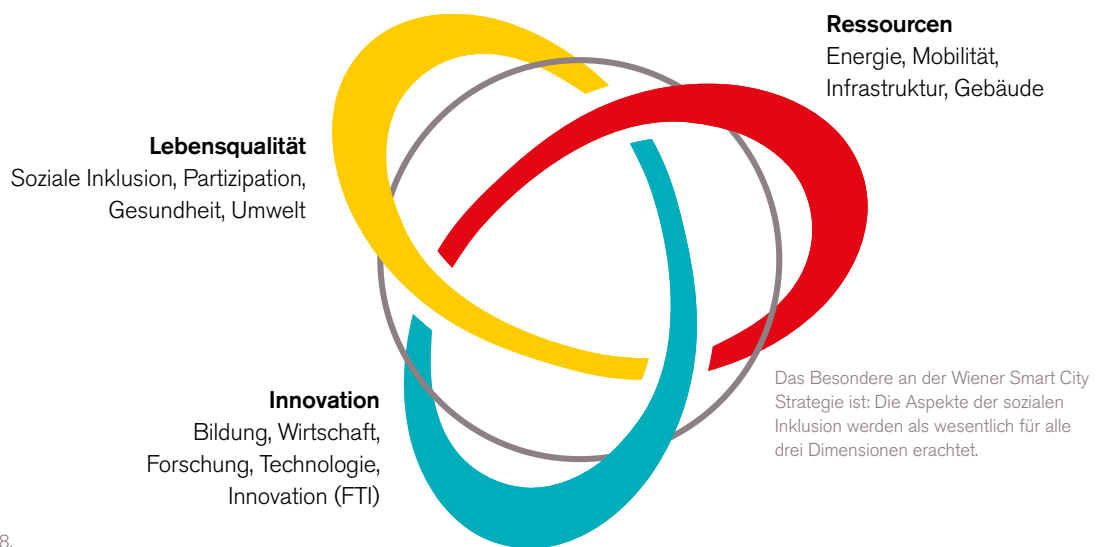 Ressourcen
Energie, Mobilität,
Infrastruktur, Gebäude
Lebensqualität
Soziale Inklusion, Partizipation,
Gesundheit, Umwelt
Innovation
Bildung, Wirtschaft,
Forschung, Technologie,
Innovation (FTI)
Das Besondere an der Wiener Smart City
Strategie ist: Die Aspekte der sozialen
Inklusion werden als wesentlich für alle
drei Dimensionen erachtet.
8.